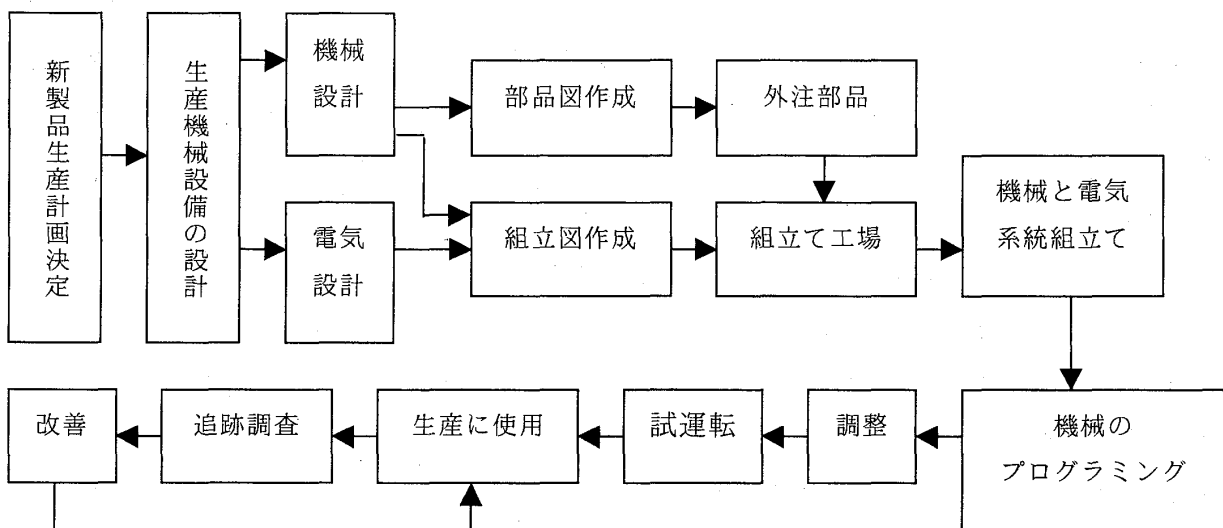 新製品生産計画決定
生産機械設備の設計
機械
設計
部品図作成
外注部品
電気
設計
組立図作成
組立て工場
機械と電気
系統組立て
改善
追跡調査
生産に使用
試運転
調整
機械の
プログラミング